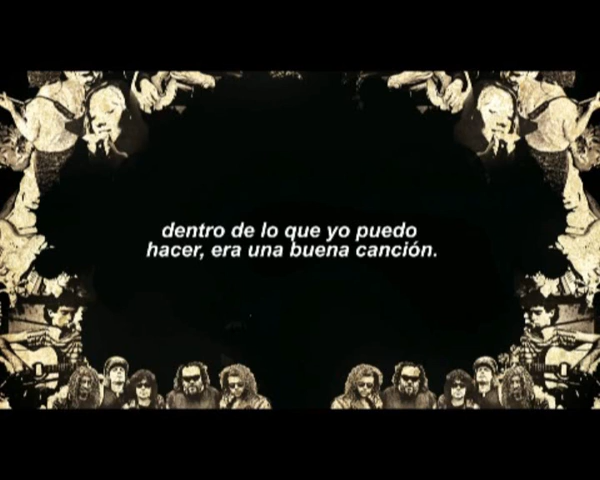 dentro de lo que yo puedo
hacer, era una buena canción.